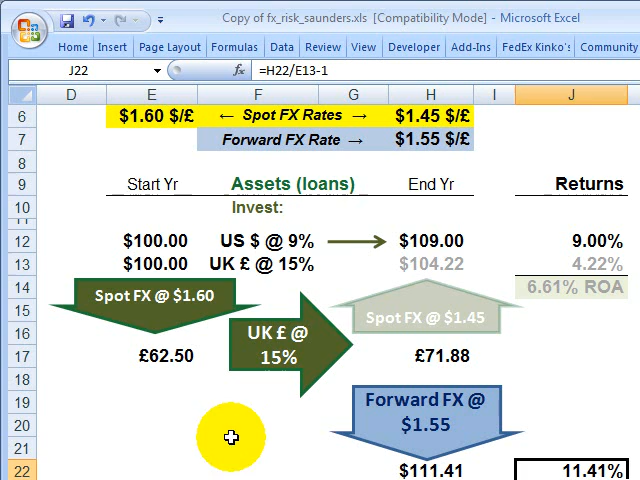 Copy of fx_risk_saunders.xls [Compatibility Mode] - Microsoft Excel
Home Insert Page Layout Formulas Data Review View Developer Add-Ins FedEx Kinko's Community
J22 fx =H22/E13-1
D E F G H I J
6 $1.60 $/£ ← Spot FX Rates → $1.45 $/£
7 Forward FX Rate → $1.55 $/£
8
9 Start Yr Assets (loans) End Yr Returns
10 Invest:
11
12 $100.00 US $ @ 9% $109.00 9.00%
13 $100.00 UK £ @ 15% $104.22 4.22%
14 Spot FX @ $1.60 6.61% ROA
15 Spot FX @ $1.45
16 UK £ @
17 £62.50 15% £71.88
18
19 Forward FX @
20 $1.55
21
22 $111.41 11.41%